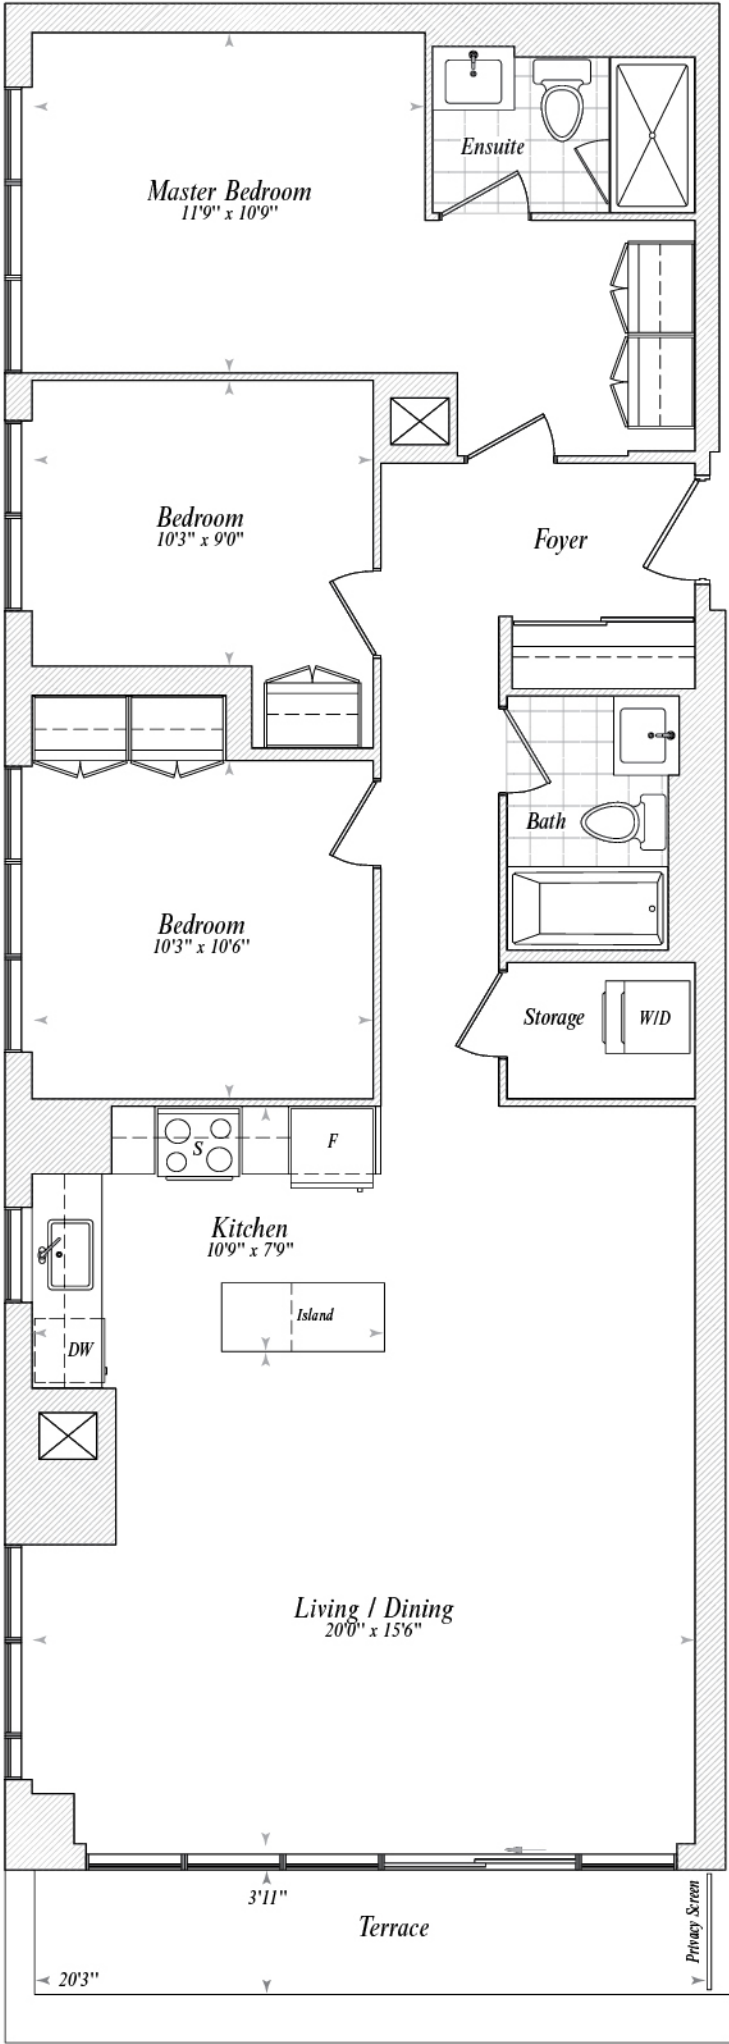 Ensuite
Master Bedroom
11'9" x 10'9"
Bedroom
10'3" x 9'0"
Foyer
Bath
Bedroom
10'3" x 10'6"
Storage
W/D
S
F
Kitchen
10'9" x 7'9"
Island
DW
Living / Dining
20'0" x 15'6"
3'11"
Terrace
Privacy Screen
20'3"